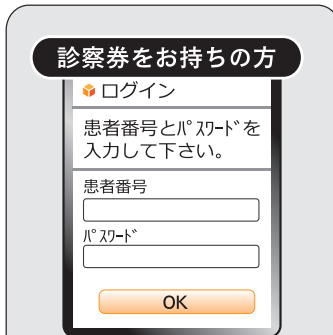 診察券をお持ちの方
ログイン
患者番号とﾊﾟｽﾜｰﾄﾞを
入力して下さい。
患者番号
ﾊﾟｽﾜｰﾄﾞ
OK